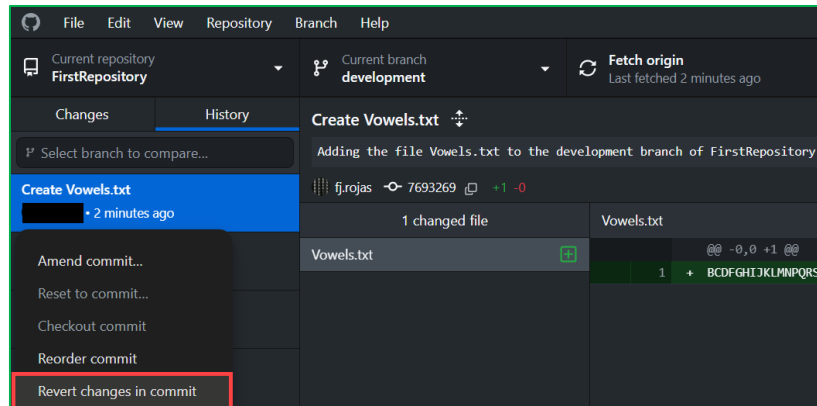 File Edit View Repository Branch Help
Current repository
FirstRepository
Current branch
development
Fetch origin
Last fetched 2 minutes ago
Changes History
Select branch to compare...
Create Vowels.txt
• 2 minutes ago
Amend commit...
Reset to commit...
Checkout commit
Reorder commit
Revert changes in commit
Create Vowels.txt
Adding the file Vowels.txt to the development branch of FirstRepository
fj.rojas 7693269 +1 -0
1 changed file
Vowels.txt
Vowels.txt
@@ -0,0 +1 @@
1 + BCDFGHIJKLMNPQRS